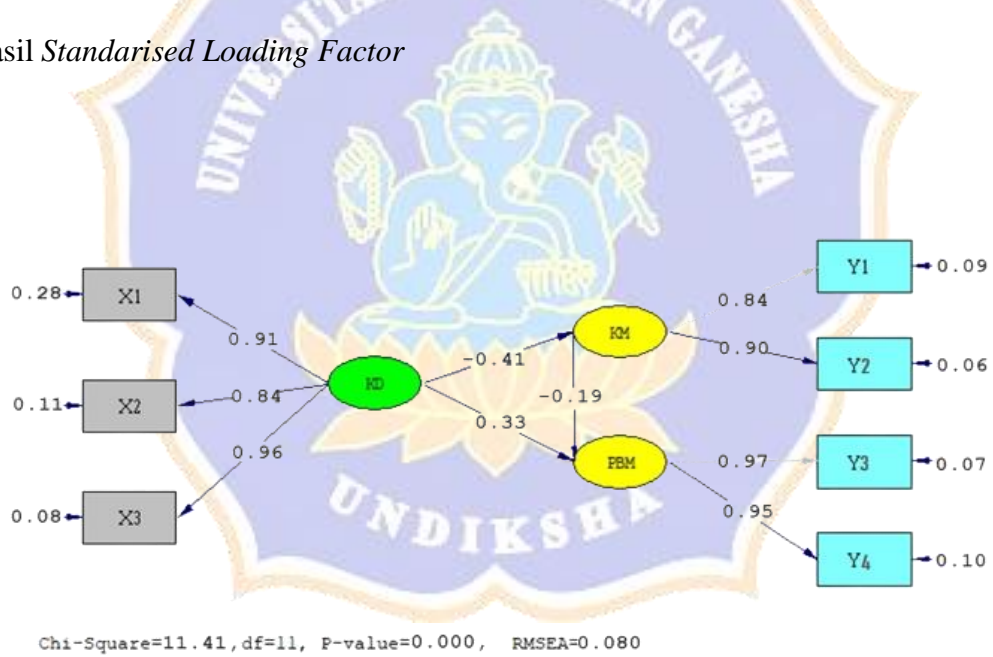 asil Standarised Loading Factor
UNIVERSITAS GANESHA
0.28 X1 0.91
0.11 X2 0.84
0.08 X3 0.96
KD
-0.41 KM
-0.19
0.33 PBM
0.84 Y1 0.09
0.90 Y2 0.06
0.97 Y3 0.07
0.95 Y4 0.10
UNDIKSHA
Chi-Square=11.41, df=11, P-value=0.000, RMSEA=0.080